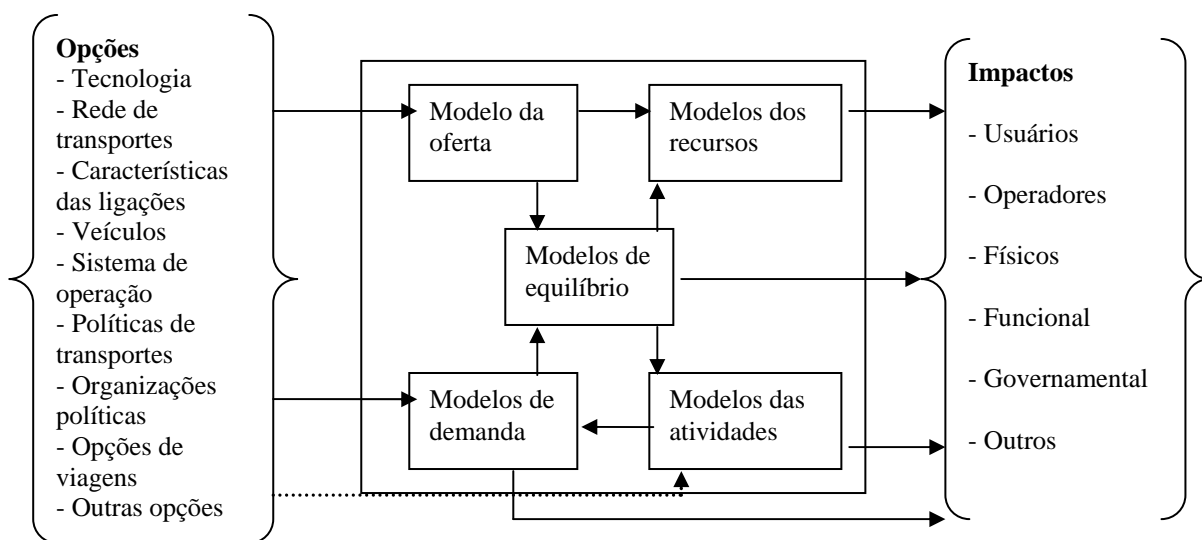 Opções
- Tecnologia
- Rede de
transportes
- Características
das ligações
- Veículos
- Sistema de
operação
- Políticas de
transportes
- Organizações
políticas
- Opções de
viagens
- Outras opções
Modelo da
oferta
Modelos dos
recursos
Modelos de
equilíbrio
Modelos de
demanda
Modelos das
atividades
Impactos
- Usuários
- Operadores
- Físicos
- Funcional
- Governamental
- Outros